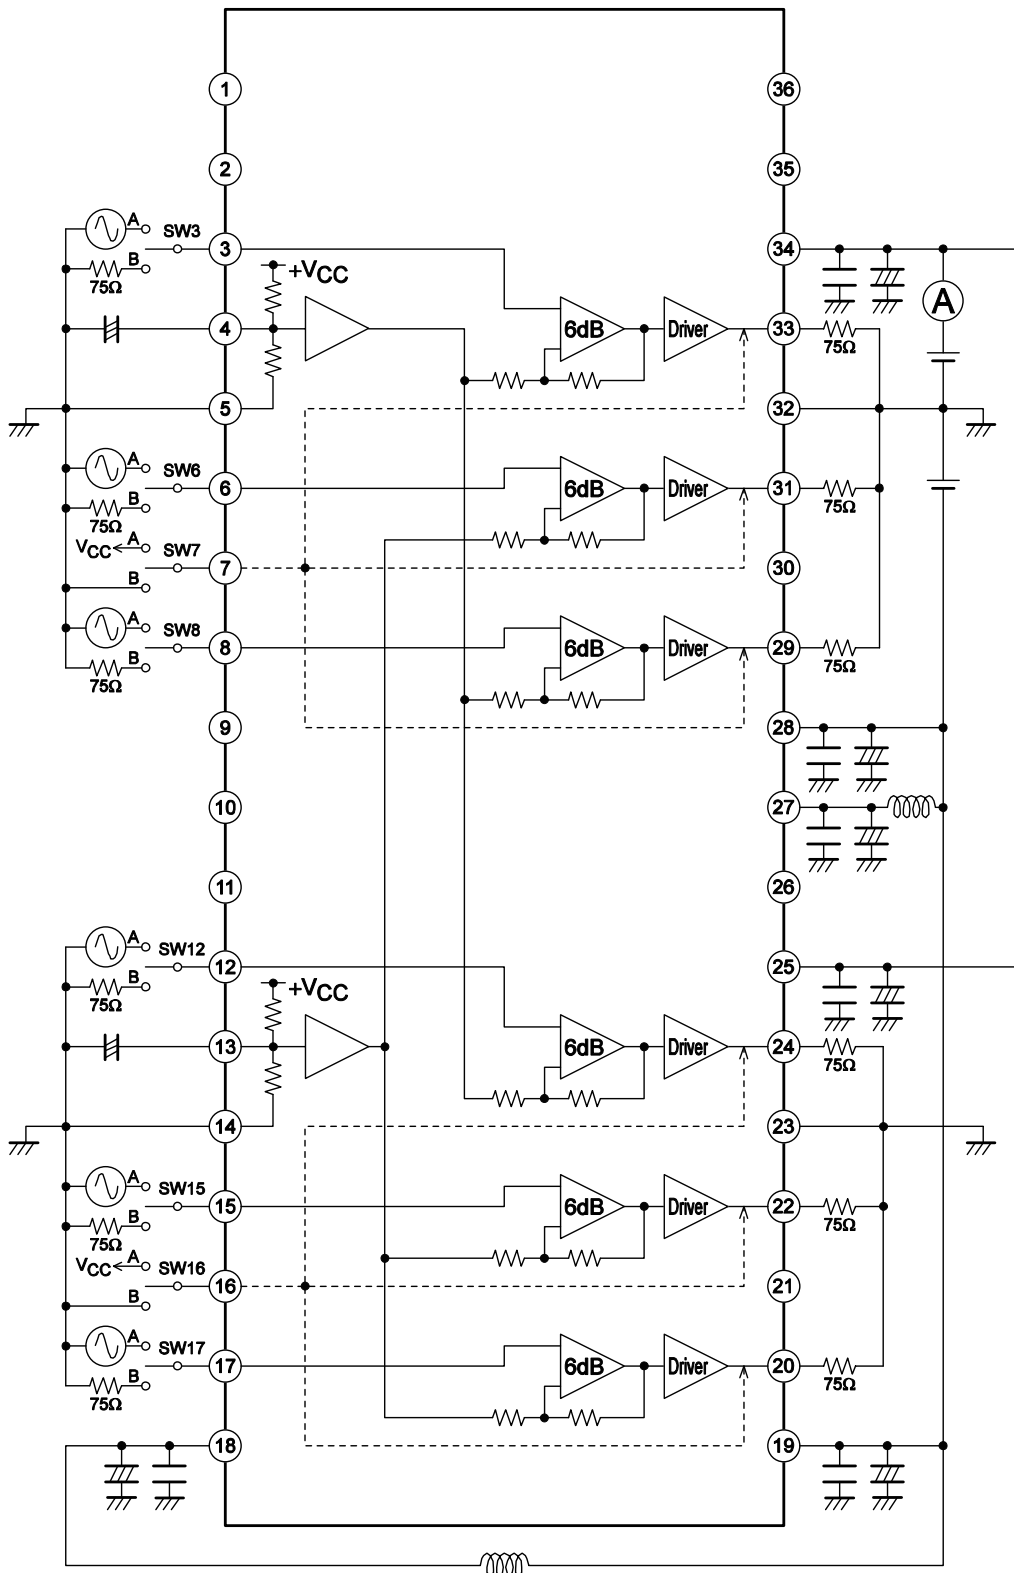 1 36
2 35
A SW3 3 34
B 75Ω +VCC A
4 6dB Driver 33 75Ω
5 32
A SW6 6 6dB Driver 31
B 75Ω 75Ω
VCC A SW7 7 30
B
A SW8 8 6dB Driver 29
B 75Ω 75Ω
9 28
10 27
11 26
A SW12 12 25
B 75Ω +VCC
13 6dB Driver 24 75Ω
14 23
A SW15 15 6dB Driver 22
B 75Ω 75Ω
VCC A SW16 16 21
B
A SW17 17 6dB Driver 20
B 75Ω 75Ω
18 19